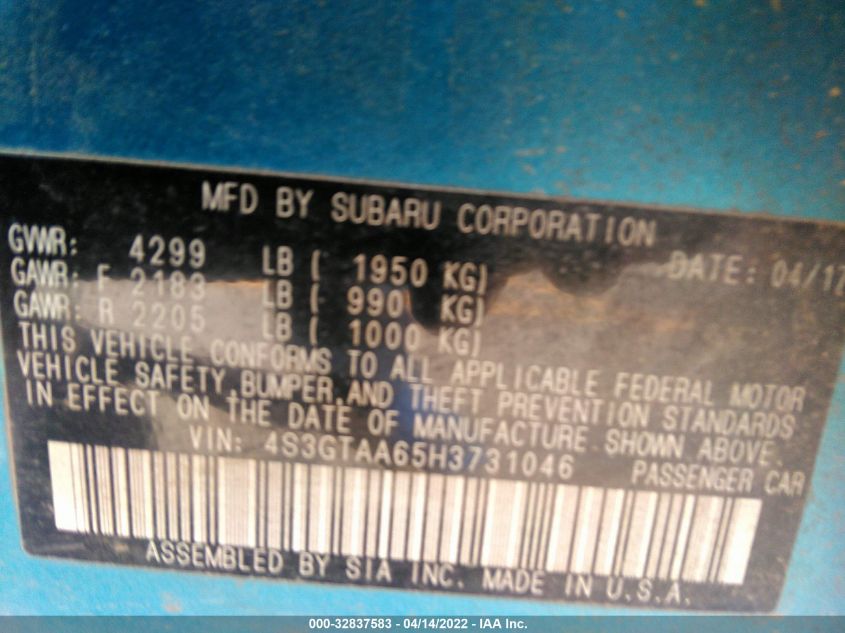 MFD BY SUBARU CORPORATION
GVWR: 4299 LB ( 1950 KG) DATE: 04/17
GAWR: F 2183 LB ( 990 KG)
GAWR: R 2205 LB ( 1000 KG)
THIS VEHICLE CONFORMS TO ALL APPLICABLE FEDERAL MOTOR
VEHICLE SAFETY,BUMPER,AND THEFT PREVENTION STANDARDS
IN EFFECT ON THE DATE OF MANUFACTURE SHOWN ABOVE.
VIN: 4S3GTAA65H3731046 PASSENGER CAR
ASSEMBLED BY SIA INC. MADE IN U.S.A.
000-32837583 - 04/14/2022 - IAA Inc.